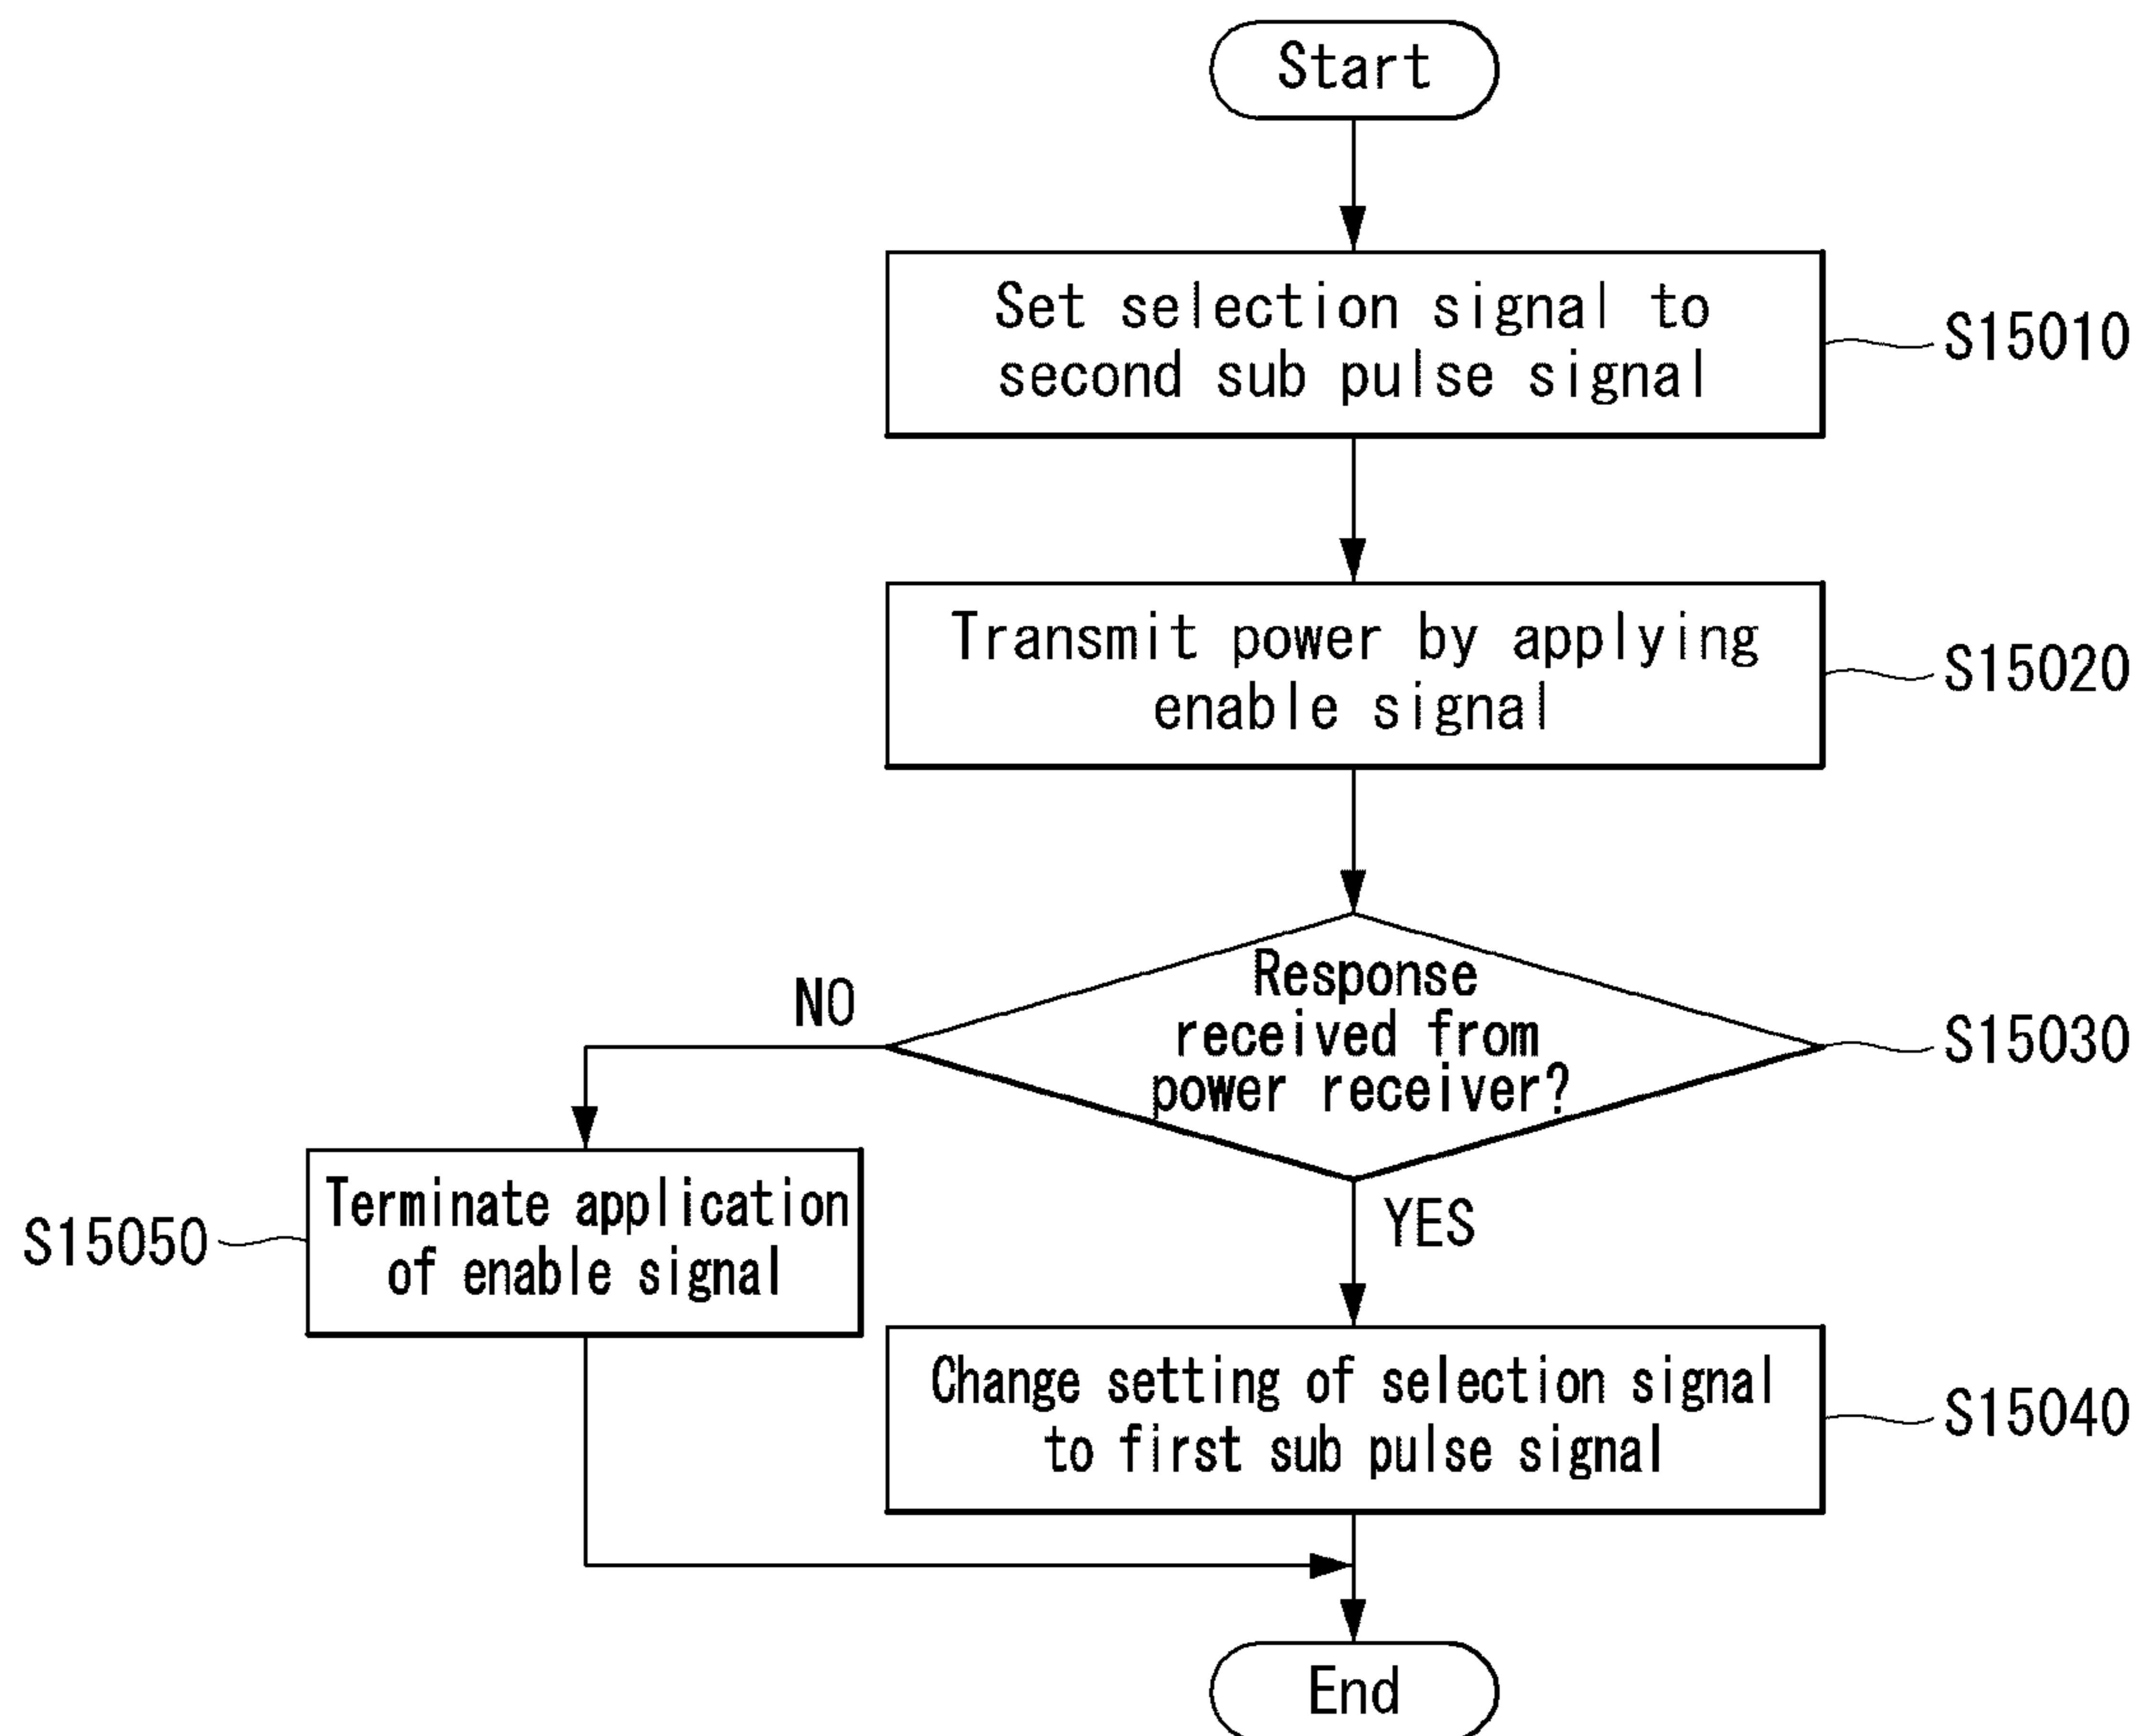 Start
Set selection signal to
second sub pulse signal
S15010
Transmit power by applying
enable signal
S15020
Response
received from
power receiver?
S15030
NO
YES
Terminate application
of enable signal
S15050
Change setting of selection signal
to first sub pulse signal
S15040
End